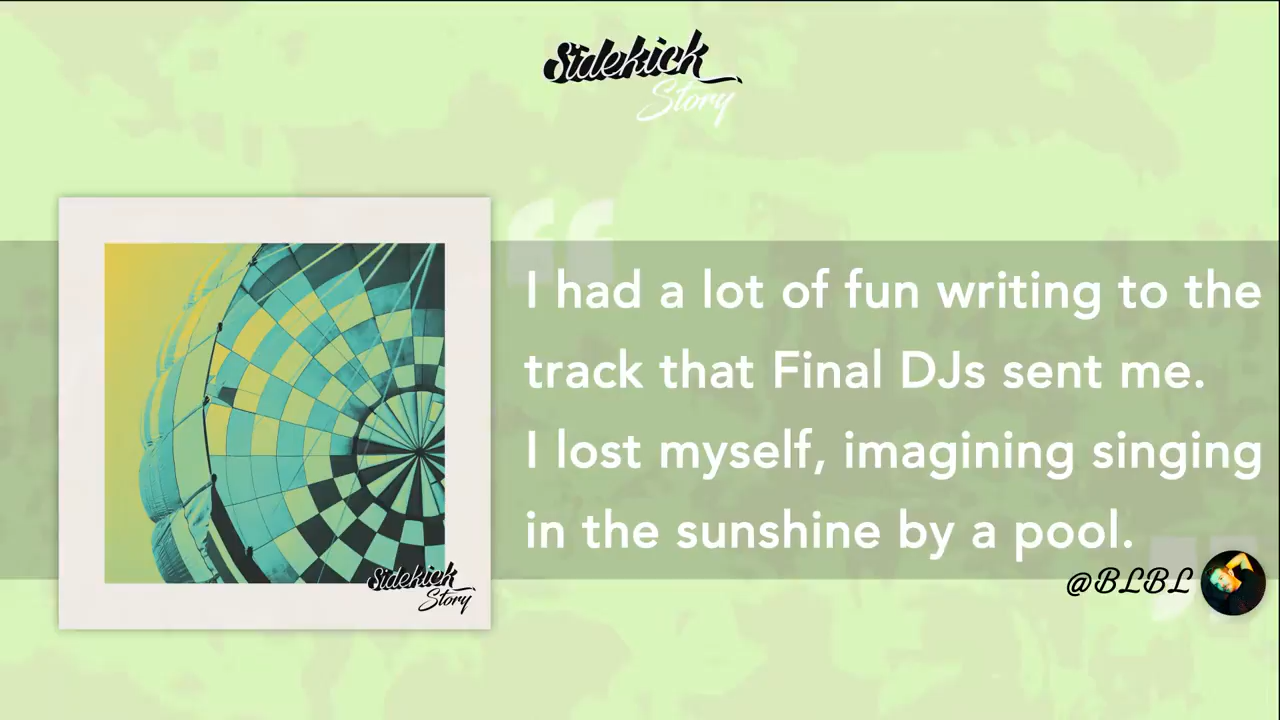 Sidekick
Story
“
I had a lot of fun writing to the
track that Final DJs sent me.
I lost myself, imagining singing
in the sunshine by a pool.
”
@BLBL
Sidekick
Story